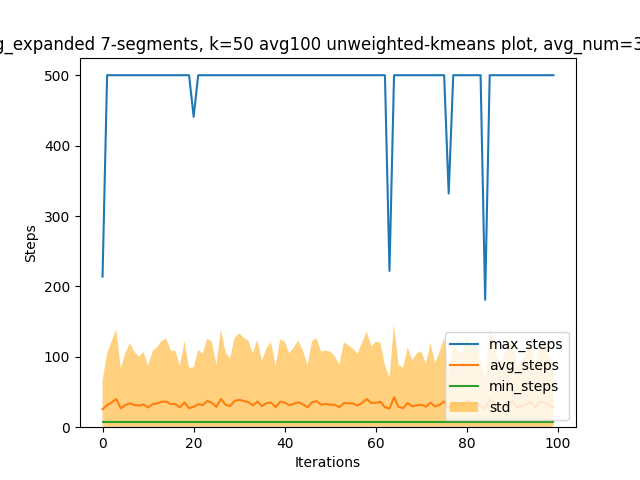 g_expanded 7-segments, k=50 avg100 unweighted-kmeans plot, avg_num=3
500
400
300
200
100
0
Steps
0 20 40 60 80 100
Iterations
max_steps
avg_steps
min_steps
std